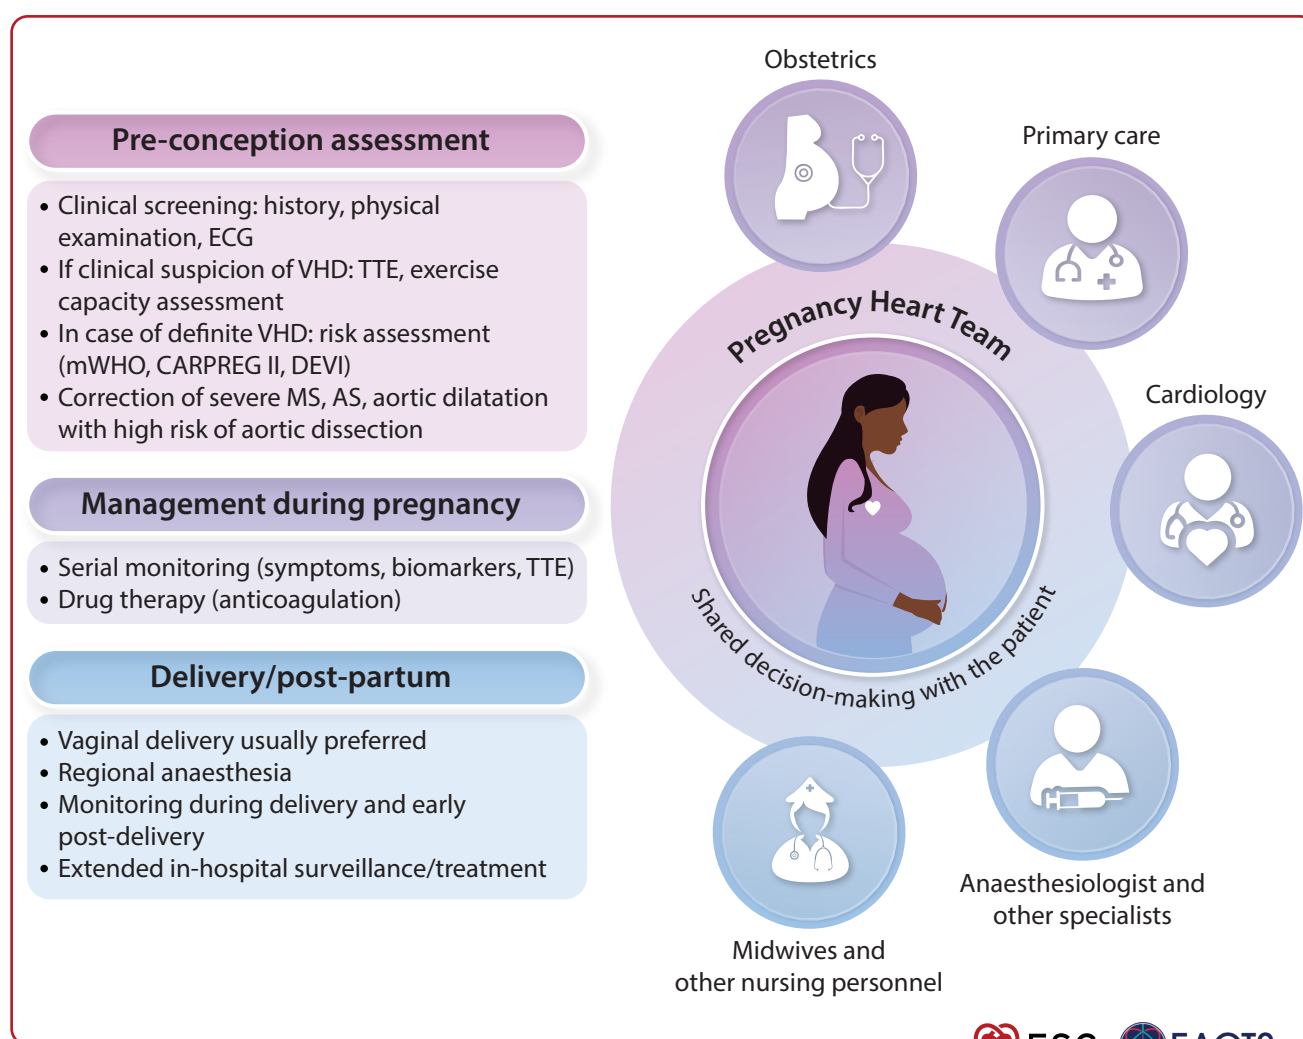 Pre-conception assessment
• Clinical screening: history, physical
examination, ECG
• If clinical suspicion of VHD: TTE, exercise
capacity assessment
• In case of definite VHD: risk assessment
(mWHO, CARPREG II, DEVI)
• Correction of severe MS, AS, aortic dilatation
with high risk of aortic dissection
Management during pregnancy
• Serial monitoring (symptoms, biomarkers, TTE)
• Drug therapy (anticoagulation)
Delivery/post-partum
• Vaginal delivery usually preferred
• Regional anaesthesia
• Monitoring during delivery and early
post-delivery
• Extended in-hospital surveillance/treatment
Obstetrics
Primary care
Cardiology
Pregnancy Heart Team
Shared decision-making with the patient
Anaesthesiologist and
other specialists
Midwives and
other nursing personnel
ESC
EACTS